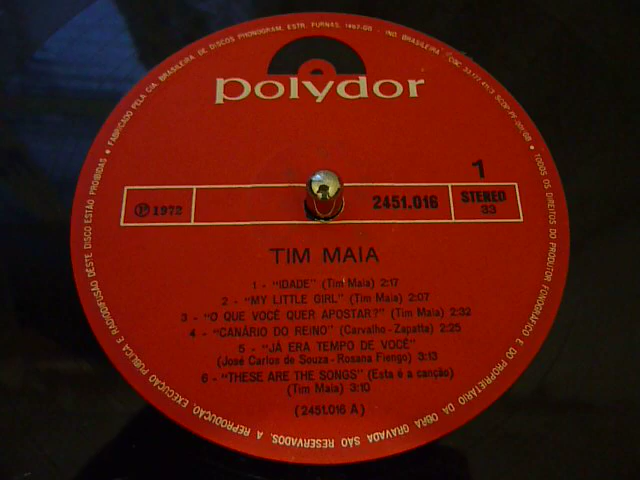 polydor
1
Ⓟ 1972
2451.016
STEREO
33
TIM MAIA
1 - "IDADE" (Tim Maia) 2:17
2 - "MY LITTLE GIRL" (Tim Maia) 2:07
3 - "O QUE VOCÊ QUER APOSTAR?" (Tim Maia) 2:32
4 - "CANÁRIO DO REINO" (Carvalho - Zapatta) 2:25
5 - "JÁ ERA TEMPO DE VOCÊ"
(José Carlos de Souza - Rosana Fiengo) 3:13
6 - "THESE ARE THE SONGS" (Esta é a canção)
(Tim Maia) 3:10
(2451.016 A)
• FABRICADO PELA CIA. BRASILEIRA DE DISCOS PHONOGRAM, ESTR. FURNAS, - IND. BRASILEIRA - CGC
• TODOS OS DIREITOS DO PRODUTOR FONOGRÁFICO E DO PROPRIETÁRIO DA OBRA GRAVADA SÃO RESERVADOS. A REPRODUÇÃO, EXECUÇÃO PÚBLICA E RADIODIFUSÃO DESTE DISCO ESTÃO PROIBIDAS